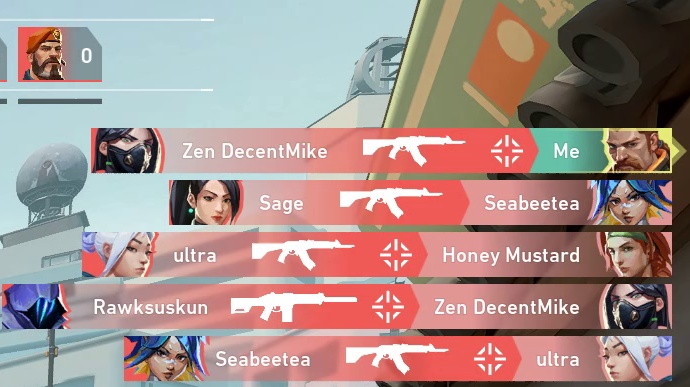 0
Zen DecentMike Me
Sage Seabeetea
ultra Honey Mustard
Rawksuskun Zen DecentMike
Seabeetea ultra